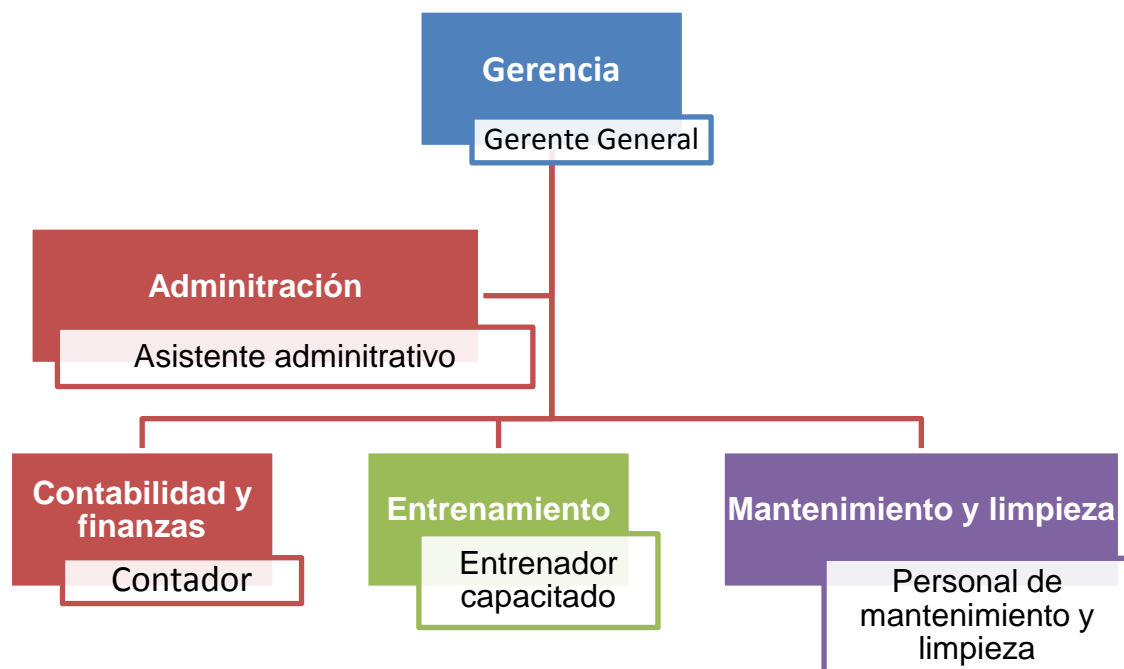 Gerencia
Gerente General
Adminitración
Asistente adminitrativo
Contabilidad y
finanzas
Contador
Entrenamiento
Entrenador
capacitado
Mantenimiento y limpieza
Personal de
mantenimiento y
limpieza